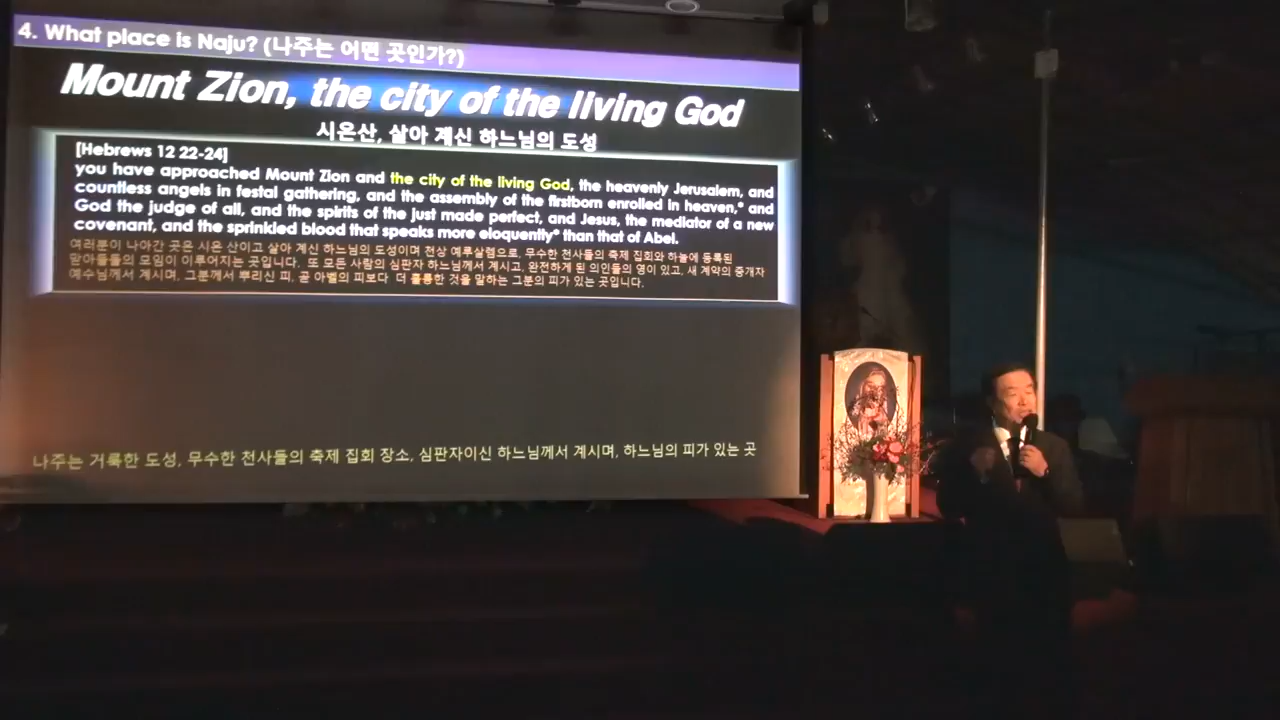 4. What place is Naju? (나주는 어떤 곳인가?)
Mount Zion, the city of the living God
시온산, 살아 계신 하느님의 도성
[Hebrews 12 22-24]
you have approached Mount Zion and the city of the living God, the heavenly Jerusalem, and
countless angels in festal gathering, and the assembly of the firstborn enrolled in heaven,* and
God the judge of all, and the spirits of the just made perfect, and Jesus, the mediator of a new
covenant, and the sprinkled blood that speaks more eloquently* than that of Abel.
여러분이 나아간 곳은 시온 산이고 살아 계신 하느님의 도성이며 천상 예루살렘으로, 무수한 천사들의 축제 집회와 하늘에 등록된
맏아들들의 모임이 이루어지는 곳입니다. 또 모든 사람의 심판자 하느님께서 계시고, 완전하게 된 의인들의 영이 있고, 새 계약의 중개자
예수님께서 계시며, 그분께서 뿌리신 피, 곧 아벨의 피보다 더 훌륭한 것을 말하는 그분의 피가 있는 곳입니다.
나주는 거룩한 도성, 무수한 천사들의 축제 집회 장소, 심판자이신 하느님께서 계시며, 하느님의 피가 있는 곳